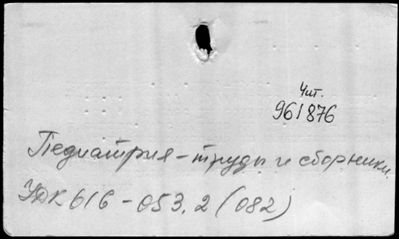 Чит.
961876
Педиатрия - труды и сборники.
УДК 616-053.2 (082)